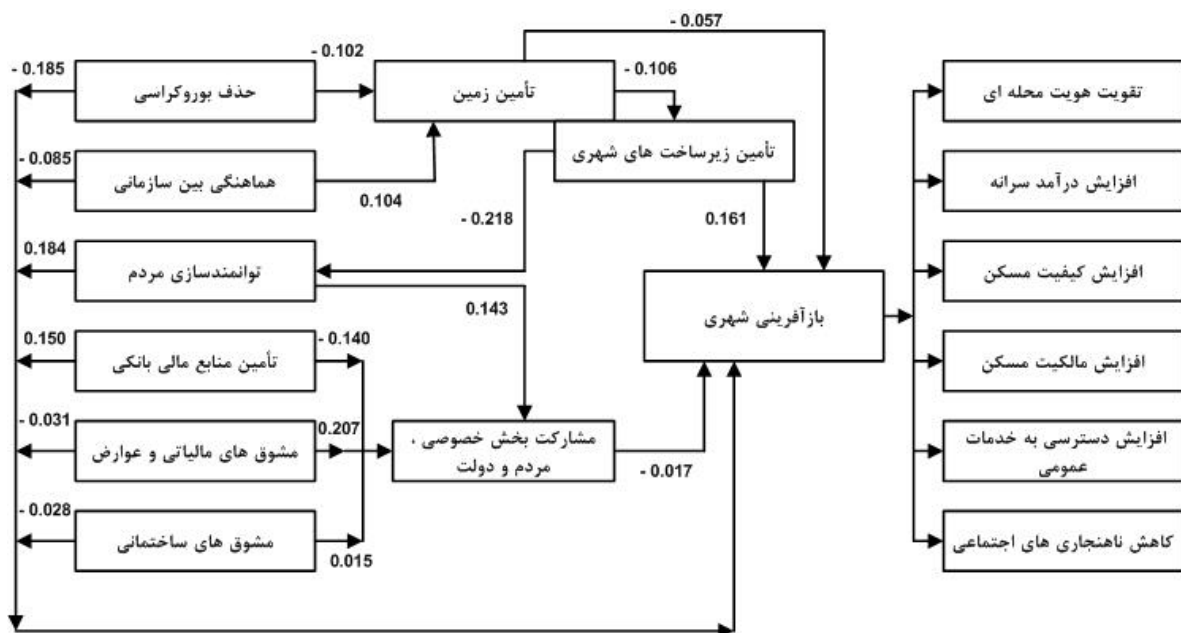 - 0.057
- 0.102
- 0.185
- 0.106
حذف بوروکراسی
تأمین زمین
تقویت هویت محله ای
تأمین زیرساخت های شهری
- 0.085
هماهنگی بین سازمانی
افزایش درآمد سرانه
0.104
- 0.218
0.161
0.184
توانمندسازی مردم
افزایش کیفیت مسکن
0.143
بازآفرینی شهری
0.150
- 0.140
تأمین منابع مالی بانکی
افزایش مالکیت مسکن
- 0.031
0.207
مشوق های مالیاتی و عوارض
مشارکت بخش خصوصی ،
مردم و دولت
- 0.017
افزایش دسترسی به خدمات
عمومی
- 0.028
مشوق های ساختمانی
0.015
کاهش ناهنجاری های اجتماعی